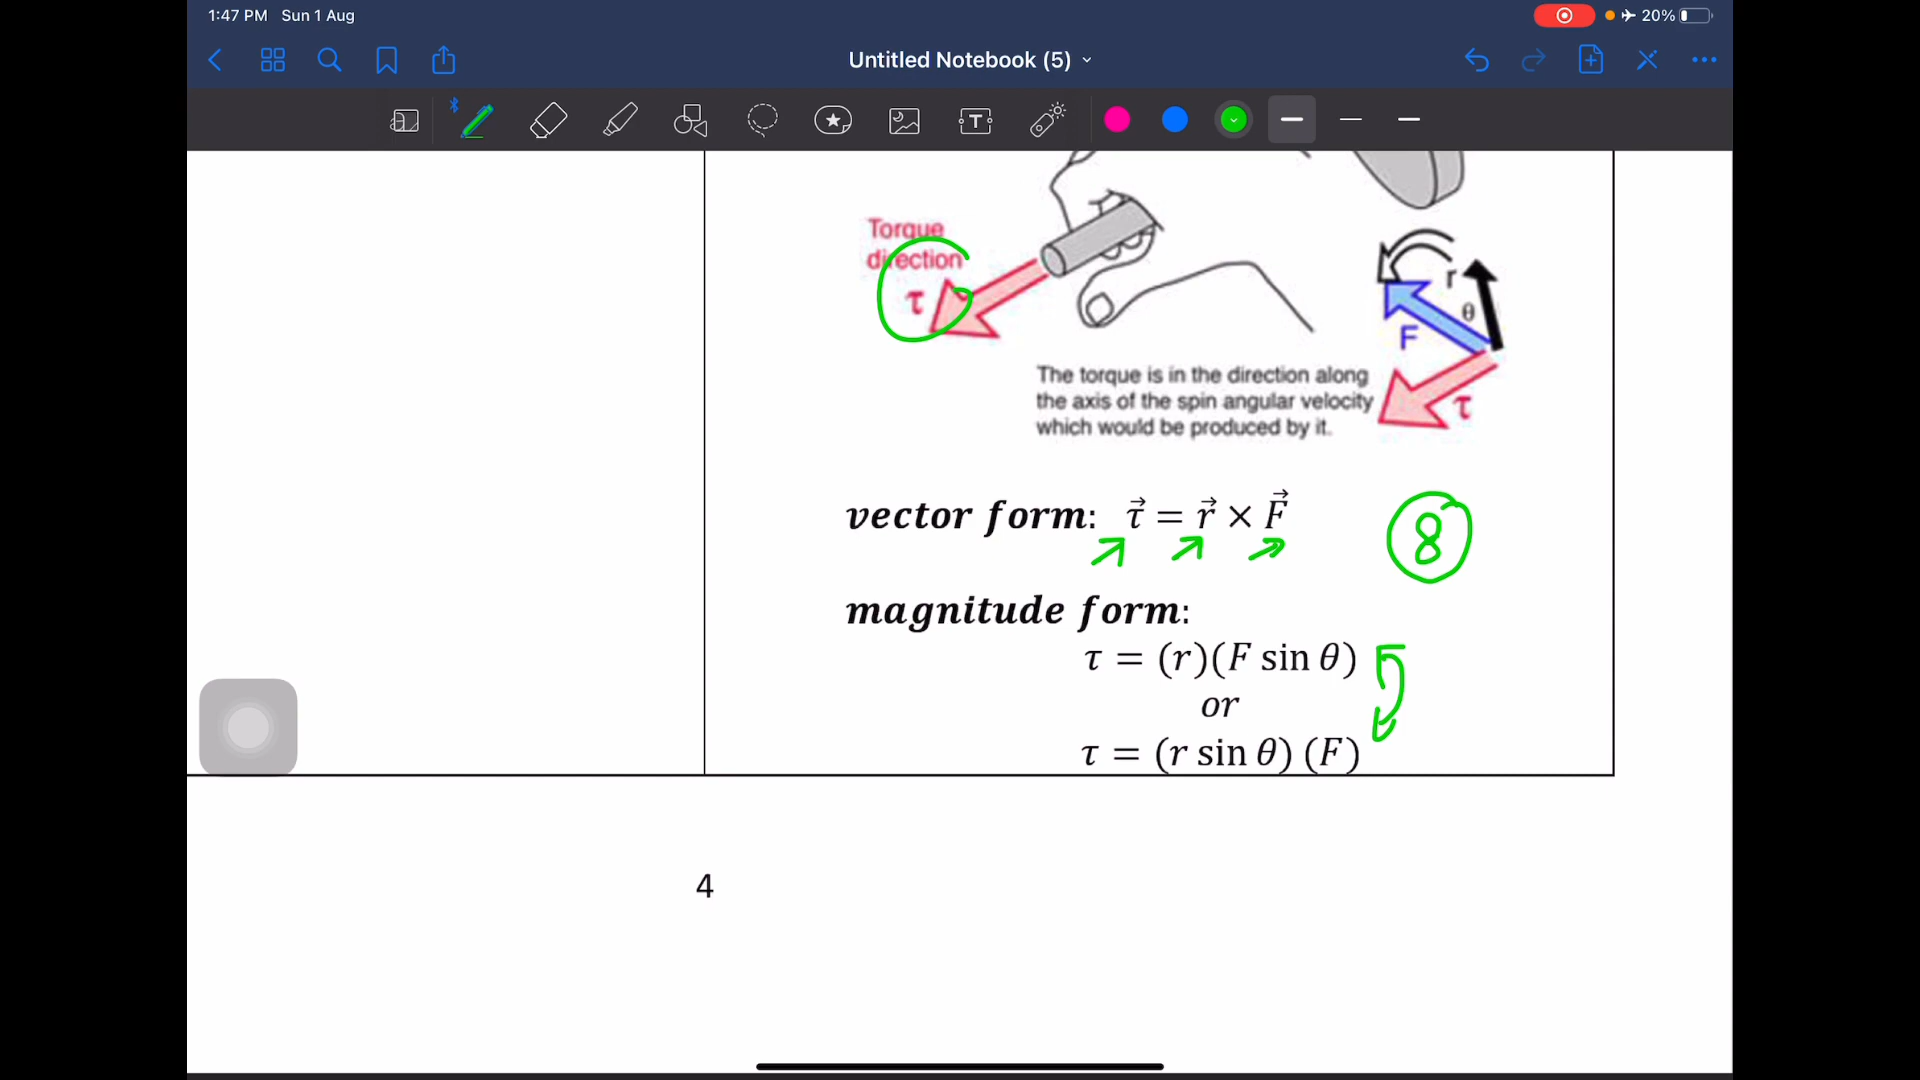 1:47 PM Sun 1 Aug
20%
Untitled Notebook (5)
Torque
direction
τ
r
θ
F
τ
The torque is in the direction along
the axis of the spin angular velocity
which would be produced by it.
vector form: τ⃗ = r⃗ × F⃗
8
magnitude form:
τ = (r)(F sin θ)
or
τ = (r sin θ) (F)
4